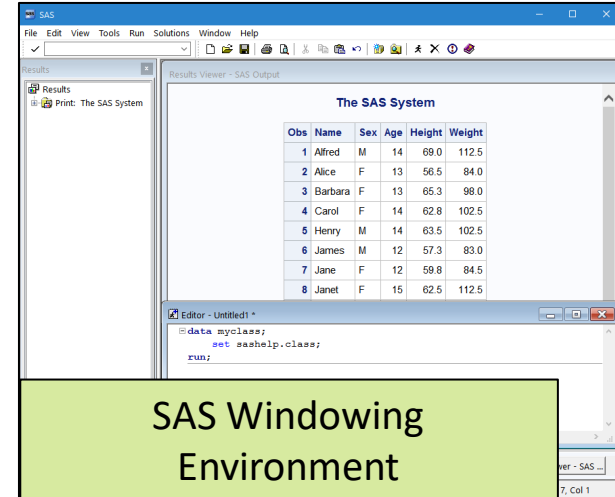 SAS
File Edit View Tools Run Solutions Window Help
Results
Results Viewer - SAS Output
Results
Print: The SAS System
The SAS System
Obs Name Sex Age Height Weight
1 Alfred M 14 69.0 112.5
2 Alice F 13 56.5 84.0
3 Barbara F 13 65.3 98.0
4 Carol F 14 62.8 102.5
5 Henry M 14 63.5 102.5
6 James M 12 57.3 83.0
7 Jane F 12 59.8 84.5
8 Janet F 15 62.5 112.5
Editor - Untitled1 *
data myclass;
set sashelp.class;
run;
SAS Windowing
Environment
wer - SAS ...
7, Col 1